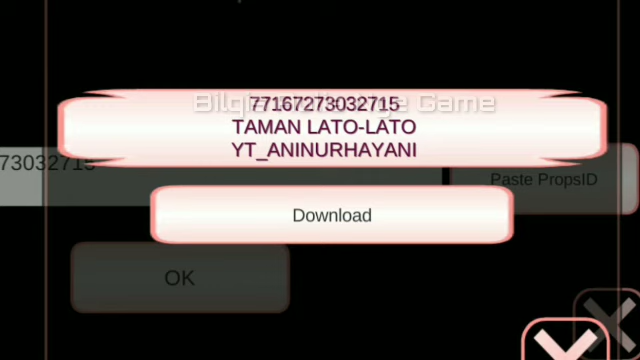 77167273032715
TAMAN LATO-LATO
YT_ANINURHAYANI
73032715
Paste PropsID
Download
OK